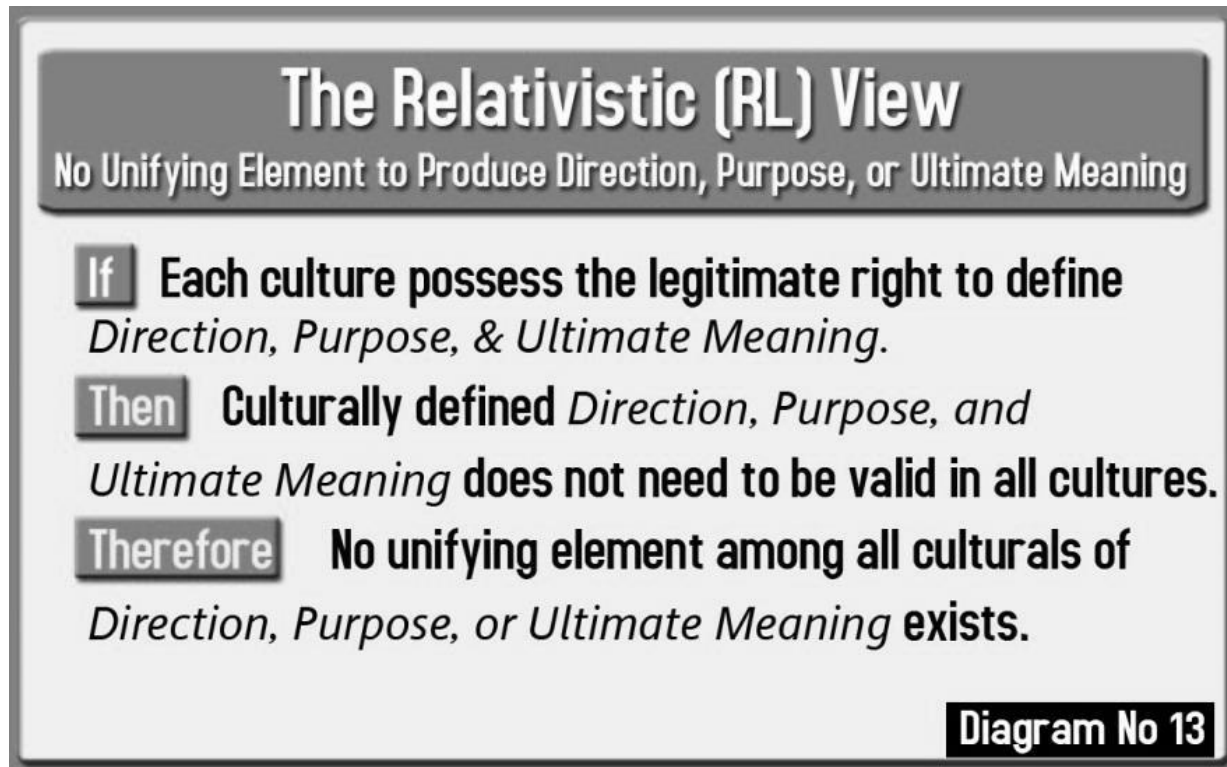 The Relativistic (RL) View
No Unifying Element to Produce Direction, Purpose, or Ultimate Meaning
If Each culture possess the legitimate right to define
Direction, Purpose, & Ultimate Meaning.
Then Culturally defined Direction, Purpose, and
Ultimate Meaning does not need to be valid in all cultures.
Therefore No unifying element among all culturals of
Direction, Purpose, or Ultimate Meaning exists.
Diagram No 13